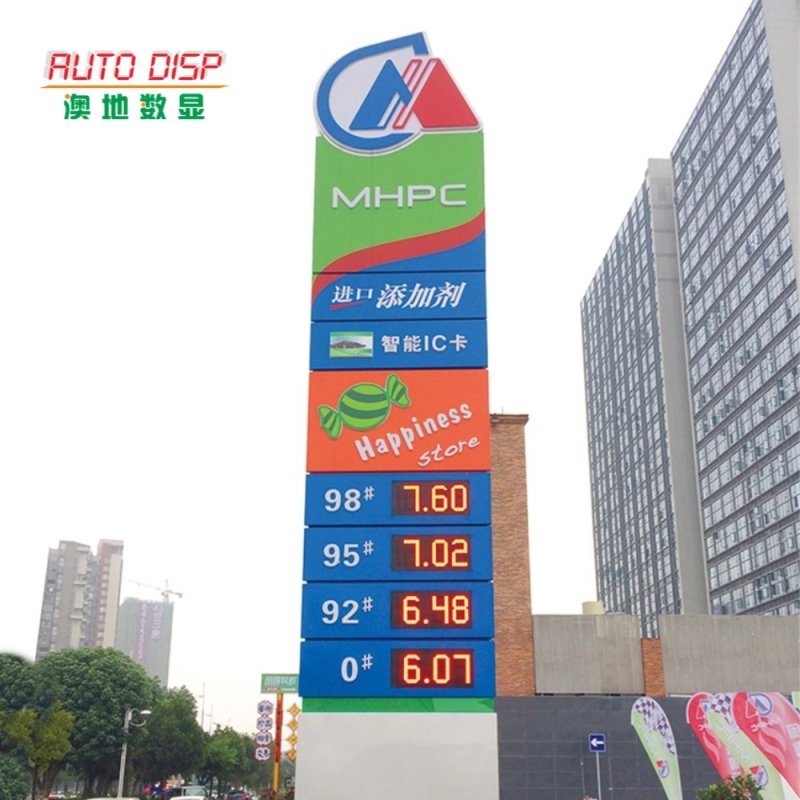 AUTO DISP
澳地数显
MHPC
进口添加剂
智能IC卡
Happiness
store
98# 7.60
95# 7.02
92# 6.48
0# 6.07